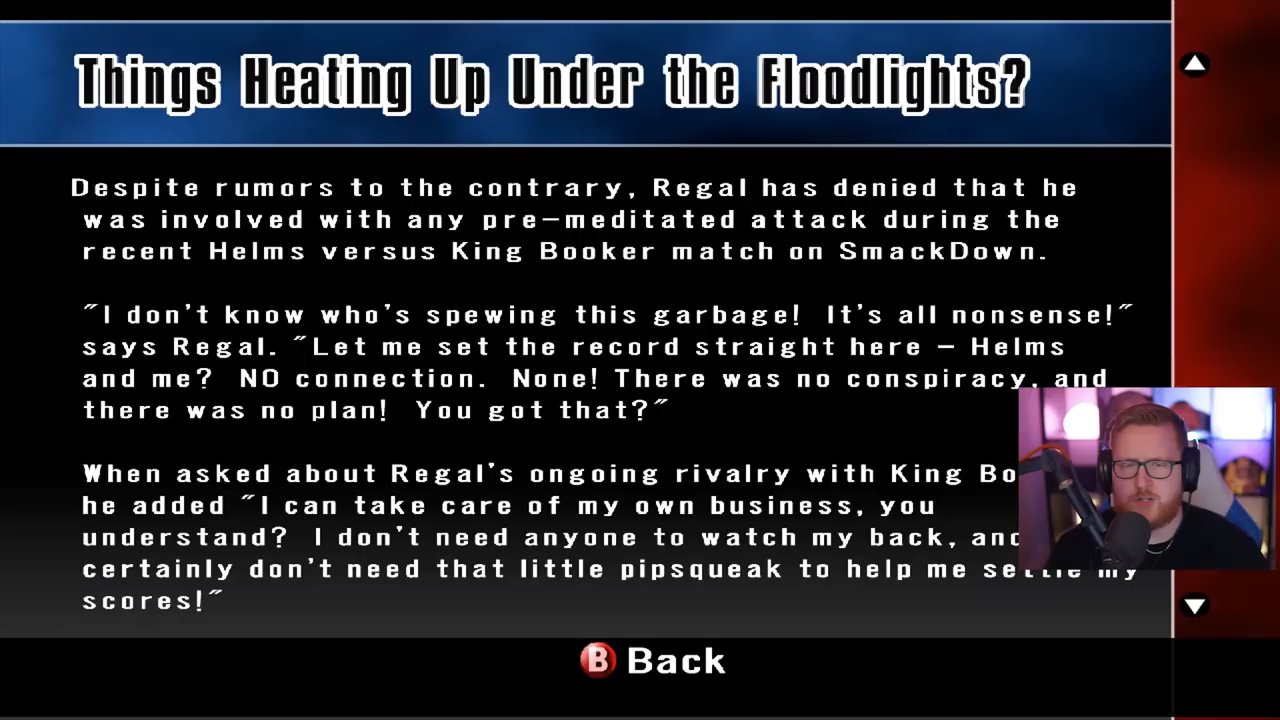 Things Heating Up Under the Floodlights?
Despite rumors to the contrary, Regal has denied that he
was involved with any pre-meditated attack during the
recent Helms versus King Booker match on SmackDown.
"I don't know who's spewing this garbage! It's all nonsense!"
says Regal. "Let me set the record straight here - Helms
and me? NO connection. None! There was no conspiracy, and
there was no plan! You got that?"
When asked about Regal's ongoing rivalry with King Bo
he added "I can take care of my own business, you
understand? I don't need anyone to watch my back, and
certainly don't need that little pipsqueak to help me settle my
scores!"
B Back